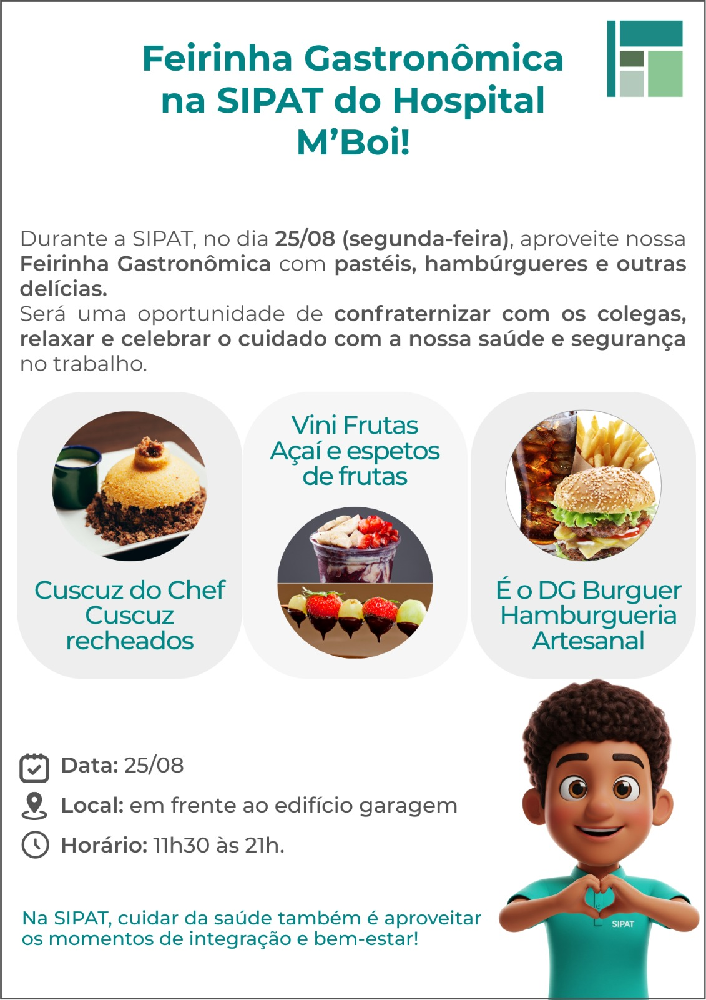 Feirinha Gastronômica
na SIPAT do Hospital
M’Boi!
Durante a SIPAT, no dia 25/08 (segunda-feira), aproveite nossa
Feirinha Gastronômica com pastéis, hambúrgueres e outras
delícias.
Será uma oportunidade de confraternizar com os colegas,
relaxar e celebrar o cuidado com a nossa saúde e segurança
no trabalho.
Cuscuz do Chef
Cuscuz
recheados
Vini Frutas
Açaí e espetos
de frutas
É o DG Burguer
Hamburgueria
Artesanal
Data: 25/08
Local: em frente ao edifício garagem
Horário: 11h30 às 21h.
Na SIPAT, cuidar da saúde também é aproveitar
os momentos de integração e bem-estar!
SIPAT